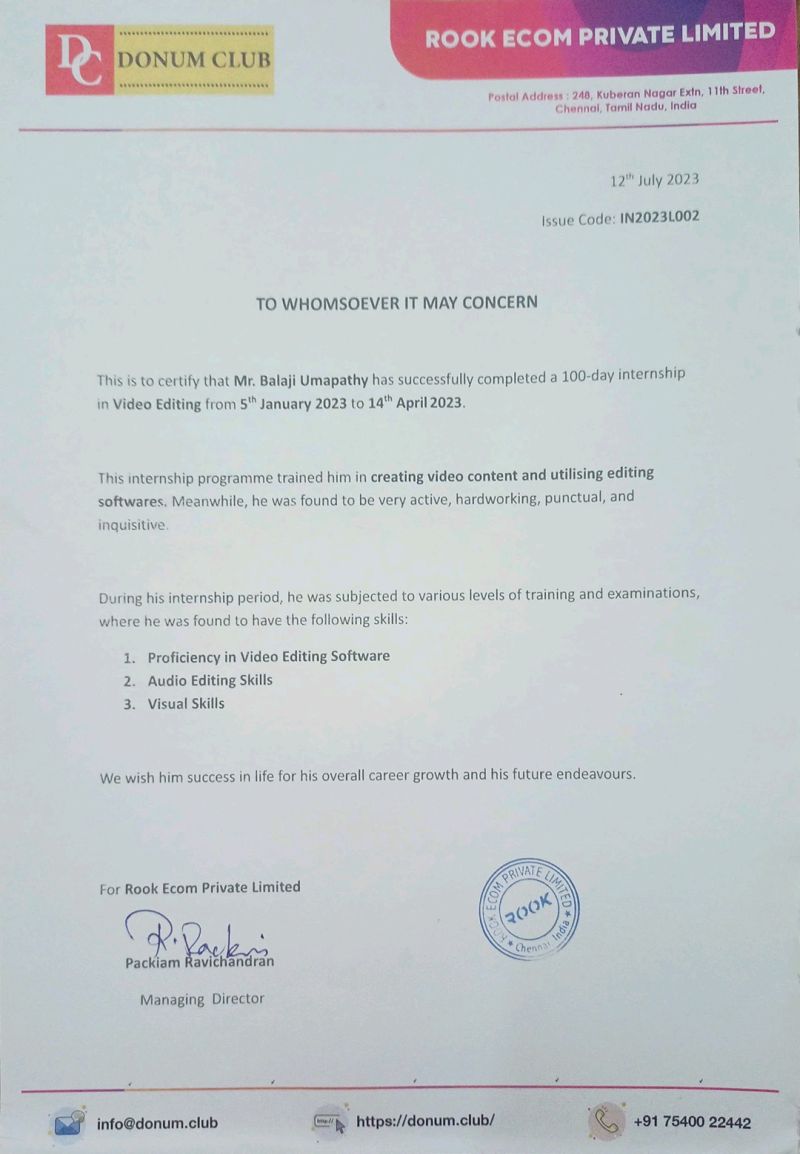 DC DONUM CLUB
ROOK ECOM PRIVATE LIMITED
Postal Address : 248, Kuberan Nagar Extn, 11th Street,
Chennai, Tamil Nadu, India
12th July 2023
Issue Code: IN2023L002
TO WHOMSOEVER IT MAY CONCERN
This is to certify that Mr. Balaji Umapathy has successfully completed a 100-day internship
in Video Editing from 5th January 2023 to 14th April 2023.
This internship programme trained him in creating video content and utilising editing
softwares. Meanwhile, he was found to be very active, hardworking, punctual, and
inquisitive.
During his internship period, he was subjected to various levels of training and examinations,
where he was found to have the following skills:
1. Proficiency in Video Editing Software
2. Audio Editing Skills
3. Visual Skills
We wish him success in life for his overall career growth and his future endeavours.
For Rook Ecom Private Limited
R. Packi
Packiam Ravichandran
Managing Director
ROOK ECOM PRIVATE LIMITED
ROOK
★ Chennai India ★
info@donum.club
http://
https://donum.club/
+91 75400 22442